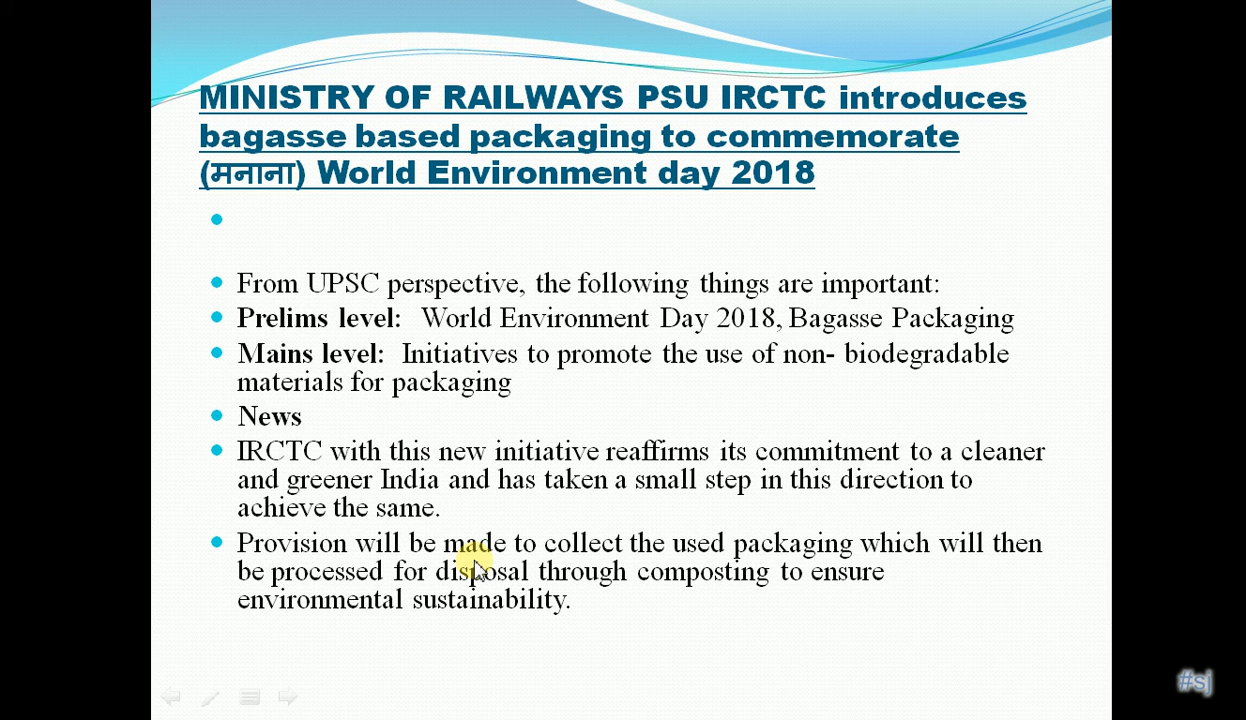 MINISTRY OF RAILWAYS PSU IRCTC introduces
bagasse based packaging to commemorate
(मनाना) World Environment day 2018
From UPSC perspective, the following things are important:
Prelims level: World Environment Day 2018, Bagasse Packaging
Mains level: Initiatives to promote the use of non- biodegradable
materials for packaging
News
IRCTC with this new initiative reaffirms its commitment to a cleaner
and greener India and has taken a small step in this direction to
achieve the same.
Provision will be made to collect the used packaging which will then
be processed for disposal through composting to ensure
environmental sustainability.
#sj